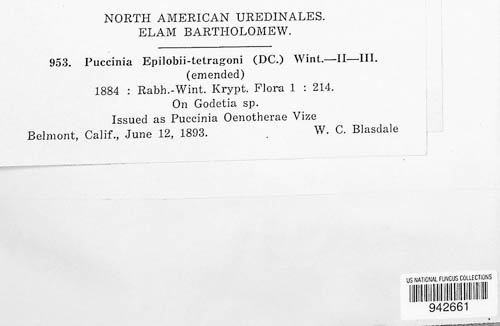 NORTH AMERICAN UREDINALES.
ELAM BARTHOLOMEW.
953. Puccinia Epilobii-tetragoni (DC.) Wint.—II—III.
(emended)
1884 : Rabh.-Wint. Krypt. Flora 1 : 214.
On Godetia sp.
Issued as Puccinia Oenotherae Vize
Belmont, Calif., June 12, 1893. W. C. Blasdale
US NATIONAL FUNGUS COLLECTIONS
942661